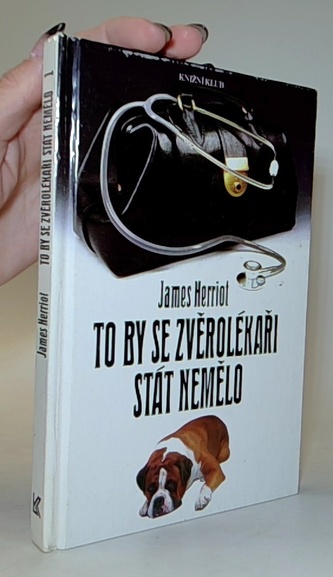 KNIŽNÍ KLUB
James Herriot
TO BY SE ZVĚROLÉKAŘI
STÁT NEMĚLO
James Herriot TO BY SE ZVĚROLÉKAŘI STÁT NEMĚLO 1